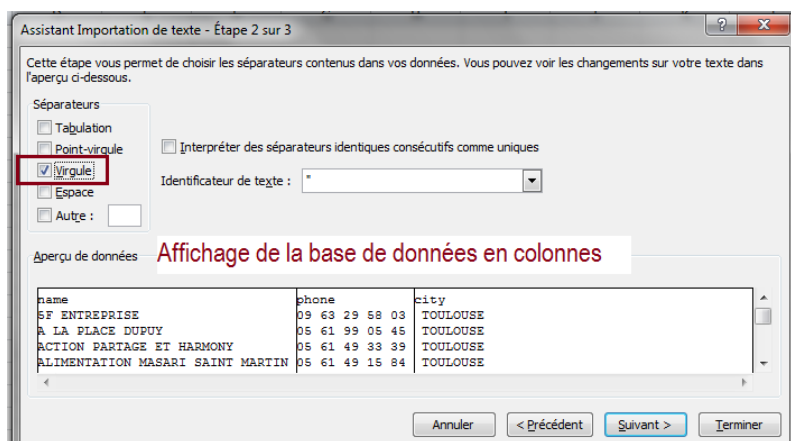 Assistant Importation de texte - Étape 2 sur 3
Cette étape vous permet de choisir les séparateurs contenus dans vos données. Vous pouvez voir les changements sur votre texte dans
l'aperçu ci-dessous.
Séparateurs
Tabulation
Point-virgule
Virgule
Espace
Autre :
Interpréter des séparateurs identiques consécutifs comme uniques
Identificateur de texte : "
Aperçu de données
Affichage de la base de données en colonnes
name phone city
5F ENTREPRISE 09 63 29 58 03 TOULOUSE
A LA PLACE DUPUY 05 61 99 05 45 TOULOUSE
ACTION PARTAGE ET HARMONY 05 61 49 33 39 TOULOUSE
ALIMENTATION MASARI SAINT MARTIN 05 61 49 15 84 TOULOUSE
Annuler < Précédent Suivant > Terminer